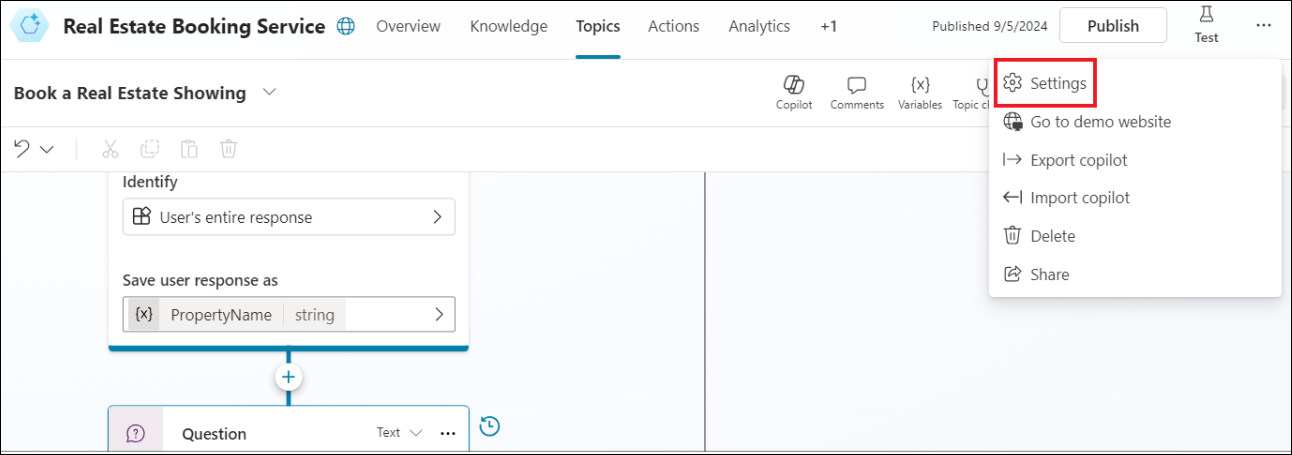 Real Estate Booking Service Overview Knowledge Topics Actions Analytics +1 Published 9/5/2024 Publish Test ...
Book a Real Estate Showing Copilot Comments {x} Variables Topic c
Settings
Go to demo website
Export copilot
Import copilot
Delete
Share
Identify
User's entire response
Save user response as
{x} PropertyName string
Question Text ...